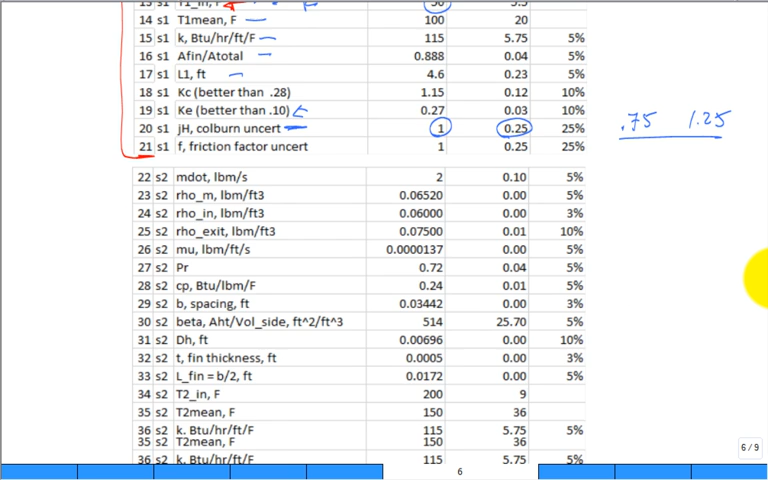 13 s1 T1_in, F 50 5.5
14 s1 T1mean, F 100 20
15 s1 k, Btu/hr/ft/F 115 5.75 5%
16 s1 Afin/Atotal 0.888 0.04 5%
17 s1 L1, ft 4.6 0.23 5%
18 s1 Kc (better than .28) 1.15 0.12 10%
19 s1 Ke (better than .10) 0.27 0.03 10%
20 s1 jH, colburn uncert 1 0.25 25% .75 1.25
21 s1 f, friction factor uncert 1 0.25 25%
22 s2 mdot, lbm/s 2 0.10 5%
23 s2 rho_m, lbm/ft3 0.06520 0.00 5%
24 s2 rho_in, lbm/ft3 0.06000 0.00 3%
25 s2 rho_exit, lbm/ft3 0.07500 0.01 10%
26 s2 mu, lbm/ft/s 0.0000137 0.00 5%
27 s2 Pr 0.72 0.04 5%
28 s2 cp, Btu/lbm/F 0.24 0.01 5%
29 s2 b, spacing, ft 0.03442 0.00 3%
30 s2 beta, Aht/Vol_side, ft^2/ft^3 514 25.70 5%
31 s2 Dh, ft 0.00696 0.00 10%
32 s2 t, fin thickness, ft 0.0005 0.00 3%
33 s2 L_fin = b/2, ft 0.0172 0.00 5%
34 s2 T2_in, F 200 9
35 s2 T2mean, F 150 36
36 s2 k. Btu/hr/ft/F 115 5.75 5%
35 s2 T2mean, F 150 36
36 s2 k. Btu/hr/ft/F 115 5.75 5%
6 / 9
6